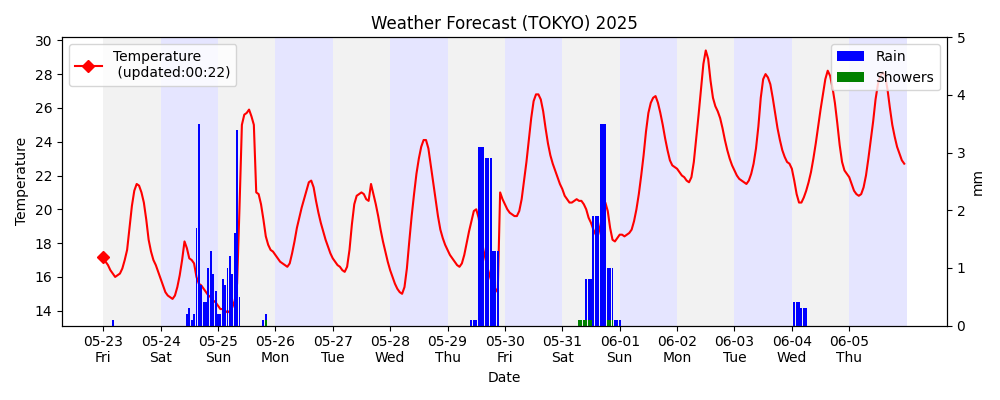 Weather Forecast (TOKYO) 2025
Temperature
(updated:00:22)
Rain
Showers
Temperature
30
28
26
24
22
20
18
16
14
5
4
3
2
1
0
mm
05-23 05-24 05-25 05-26 05-27 05-28 05-29 05-30 05-31 06-01 06-02 06-03 06-04 06-05
Fri Sat Sun Mon Tue Wed Thu Fri Sat Sun Mon Tue Wed Thu
Date